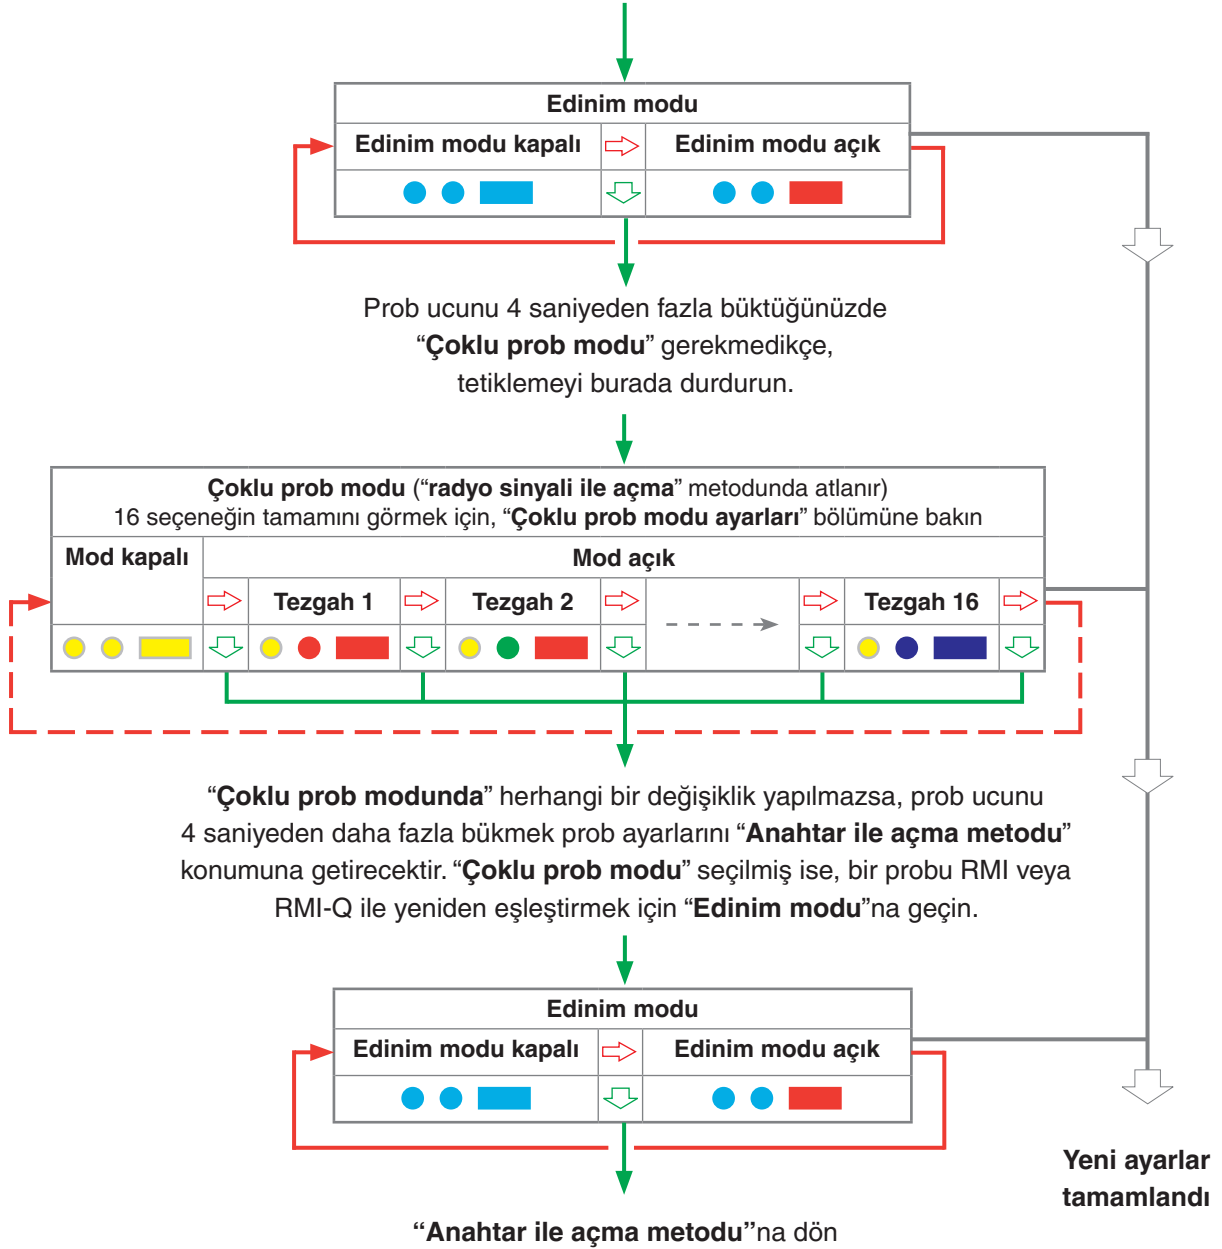 Edinim modu
Edinim modu kapalı
Edinim modu açık
Prob ucunu 4 saniyeden fazla büktüğünüzde
“Çoklu prob modu” gerekmedikçe,
tetiklemeyi burada durdurun.
Çoklu prob modu (“radyo sinyali ile açma” metodunda atlanır)
16 seçeneğin tamamını görmek için, “Çoklu prob modu ayarları” bölümüne bakın
Mod kapalı
Mod açık
Tezgah 1
Tezgah 2
Tezgah 16
“Çoklu prob modunda” herhangi bir değişiklik yapılmazsa, prob ucunu
4 saniyeden daha fazla bükmek prob ayarlarını “Anahtar ile açma metodu”
konumuna getirecektir. “Çoklu prob modu” seçilmiş ise, bir probu RMI veya
RMI-Q ile yeniden eşleştirmek için “Edinim modu”na geçin.
Edinim modu
Edinim modu kapalı
Edinim modu açık
Yeni ayarlar
tamamlandı
“Anahtar ile açma metodu”na dön